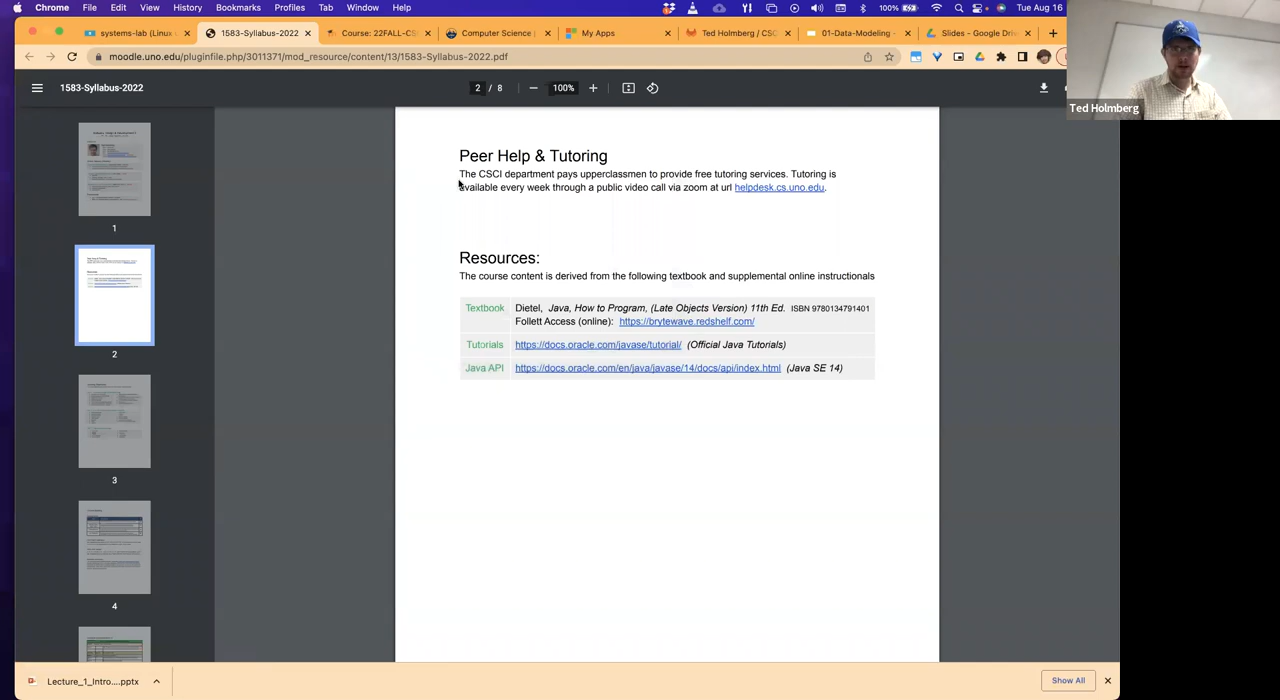 Chrome File Edit View History Bookmarks Profiles Tab Window Help 100% Tue Aug 16
systems-lab (Linux 1583-Syllabus-2022 Course: 22FALL-CS Computer Science | My Apps Ted Holmberg / CSC 01-Data-Modeling - Slides - Google Driv
moodle.uno.edu/pluginfile.php/3011371/mod_resource/content/13/1583-Syllabus-2022.pdf
1583-Syllabus-2022 2 / 8 100%
Ted Holmberg
1
2
3
4
Peer Help & Tutoring
The CSCI department pays upperclassmen to provide free tutoring services. Tutoring is
available every week through a public video call via zoom at url helpdesk.cs.uno.edu.
Resources:
The course content is derived from the following textbook and supplemental online instructionals
Textbook Dietel, Java, How to Program, (Late Objects Version) 11th Ed. ISBN 9780134791401
Follett Access (online): https://brytewave.redshelf.com/
Tutorials https://docs.oracle.com/javase/tutorial/ (Official Java Tutorials)
Java API https://docs.oracle.com/en/java/javase/14/docs/api/index.html (Java SE 14)
Lecture_1_Intro....pptx Show All